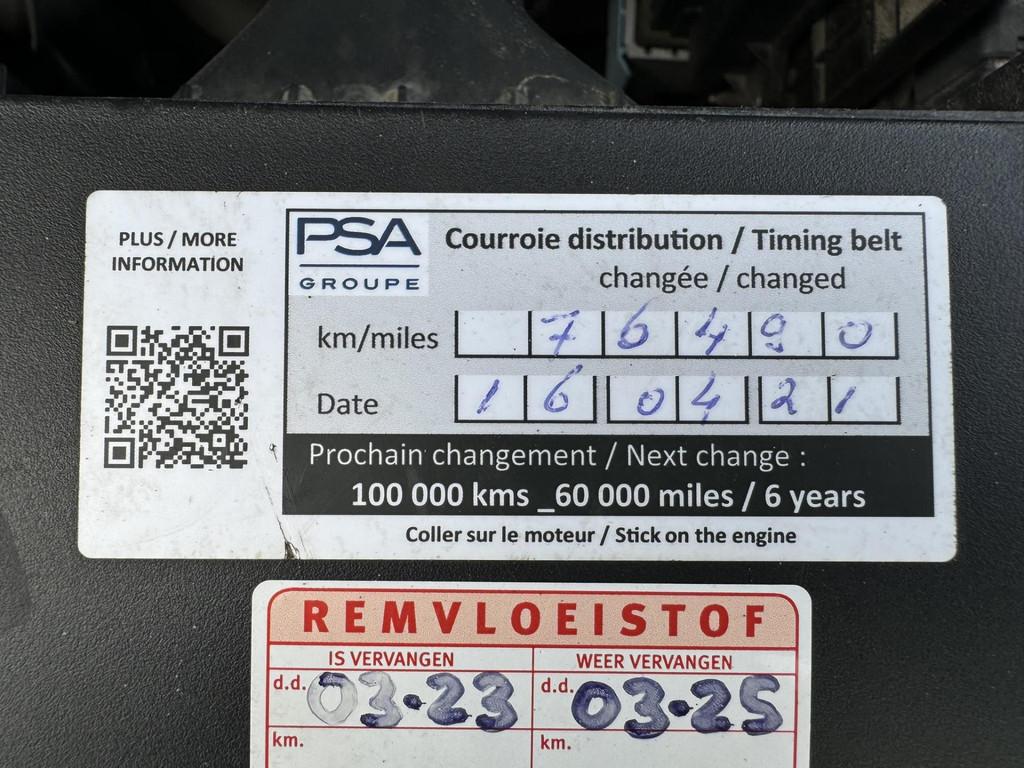 PLUS / MORE
INFORMATION
PSA
GROUPE
Courroie distribution / Timing belt
changée / changed
km/miles 76490
Date 16 04 21
Prochain changement / Next change :
100 000 kms _60 000 miles / 6 years
Coller sur le moteur / Stick on the engine
REMVLOEISTOF
IS VERVANGEN WEER VERVANGEN
d.d. 03-23 d.d. 03-25
km. km.